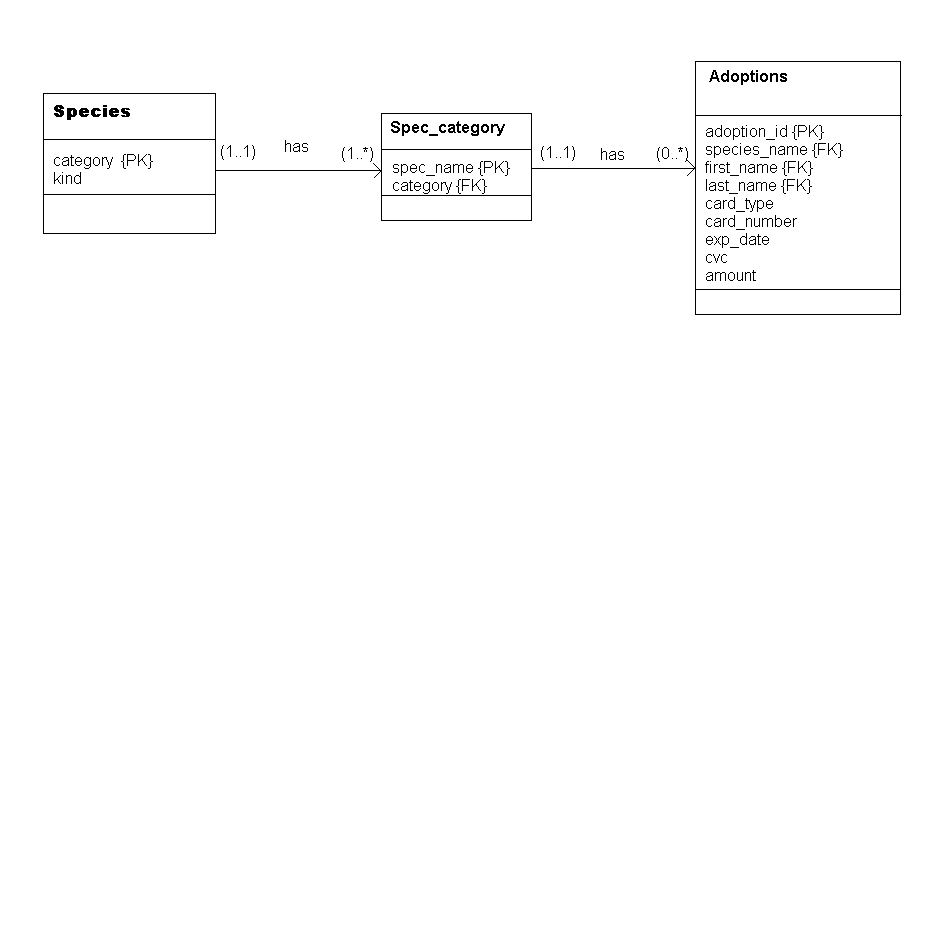 Species
category {PK}
kind
(1..1)
has
(1..*)
Spec_category
spec_name {PK}
category {FK}
(1..1)
has
(0..*)
Adoptions
adoption_id {PK}
species_name {FK}
first_name {FK}
last_name {FK}
card_type
card_number
exp_date
cvc
amount